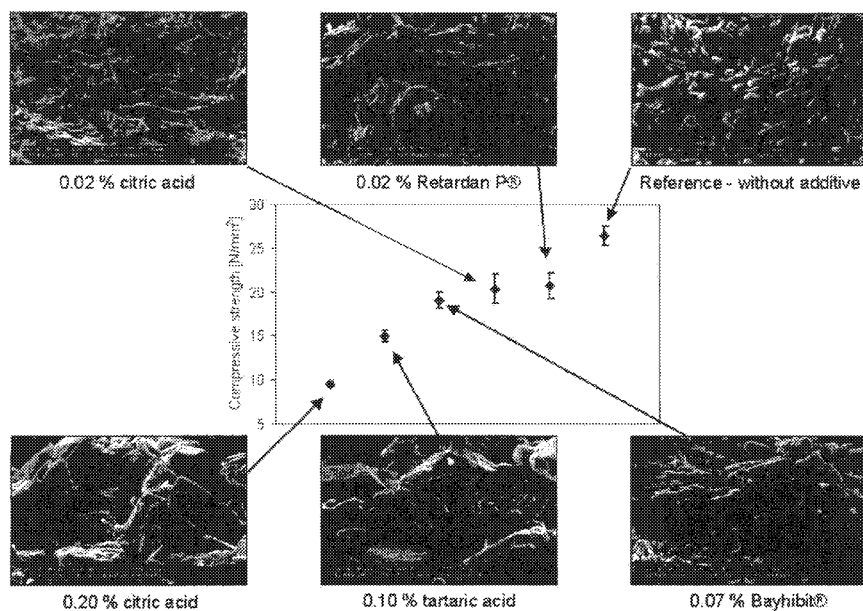 0.02 % citric acid
0.02 % Retardan P®
Reference - without additive
Compressive strength [N/mm²]
30
25
20
15
10
5
0.20 % citric acid
0.10 % tartaric acid
0.07 % Bayhibit®